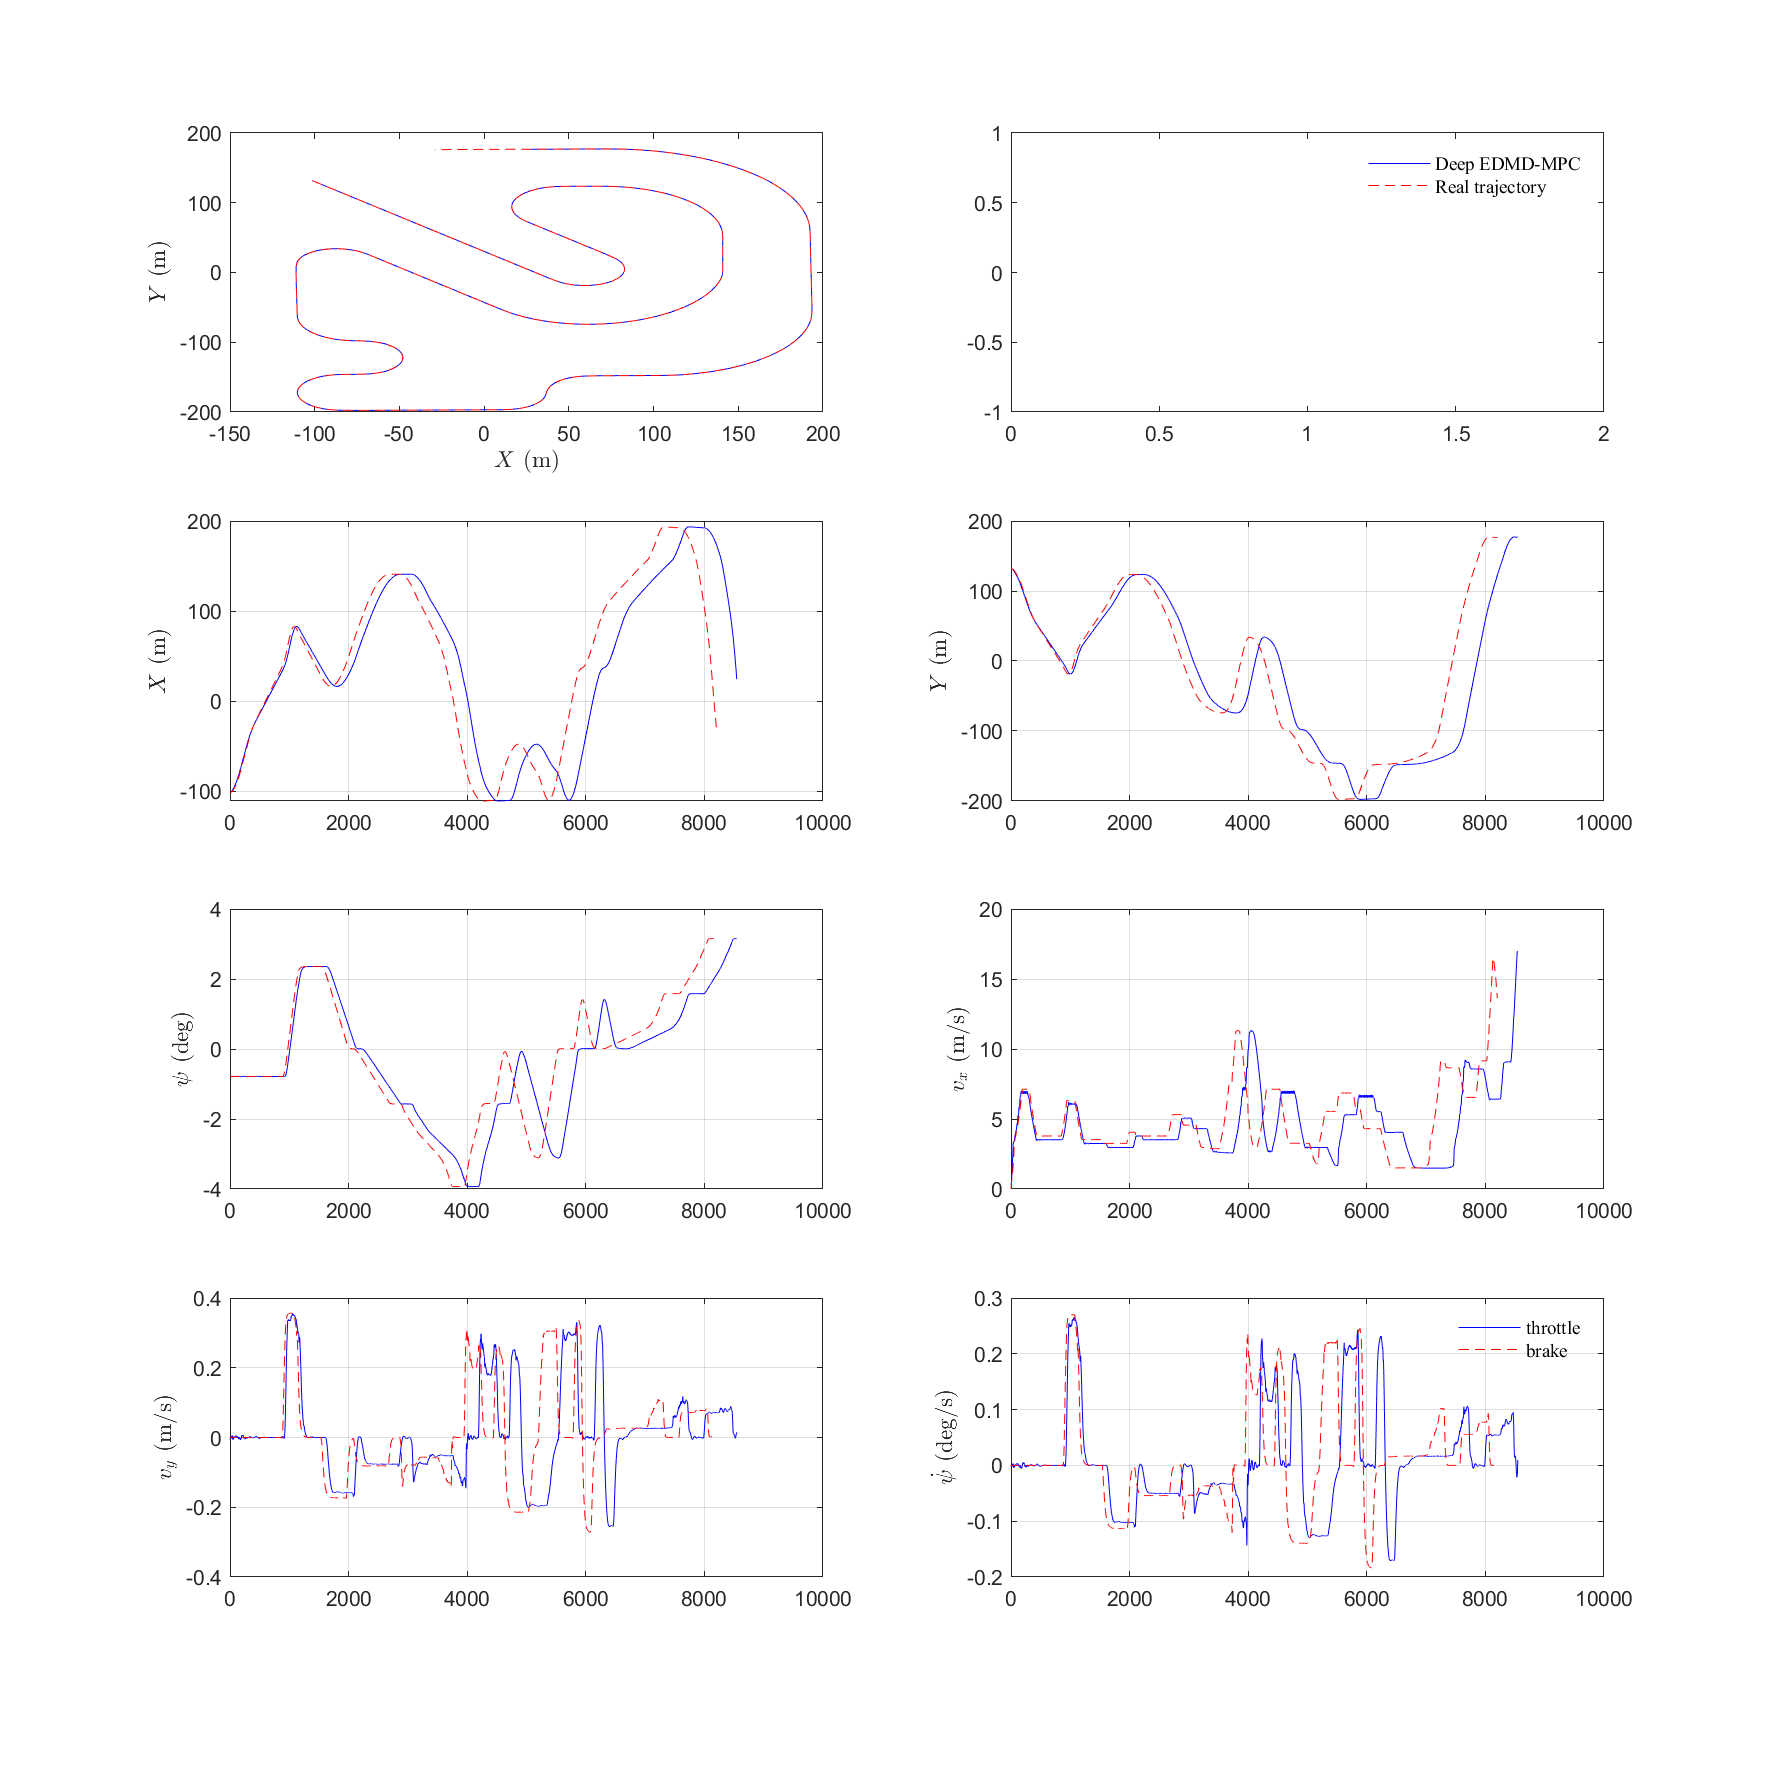 200
100
0
-100
-200
-150 -100 -50 0 50 100 150 200
X (m)
Y (m)
1
0.5
0
-0.5
-1
0 0.5 1 1.5 2
Deep EDMD-MPC
Real trajectory
200
100
0
-100
0 2000 4000 6000 8000 10000
X (m)
200
100
0
-100
-200
0 2000 4000 6000 8000 10000
Y (m)
4
2
0
-2
-4
0 2000 4000 6000 8000 10000
ψ (deg)
20
15
10
5
0
0 2000 4000 6000 8000 10000
v_x (m/s)
0.4
0.2
0
-0.2
-0.4
0 2000 4000 6000 8000 10000
v_y (m/s)
0.3
0.2
0.1
0
-0.1
-0.2
0 2000 4000 6000 8000 10000
ψ̇ (deg/s)
throttle
brake